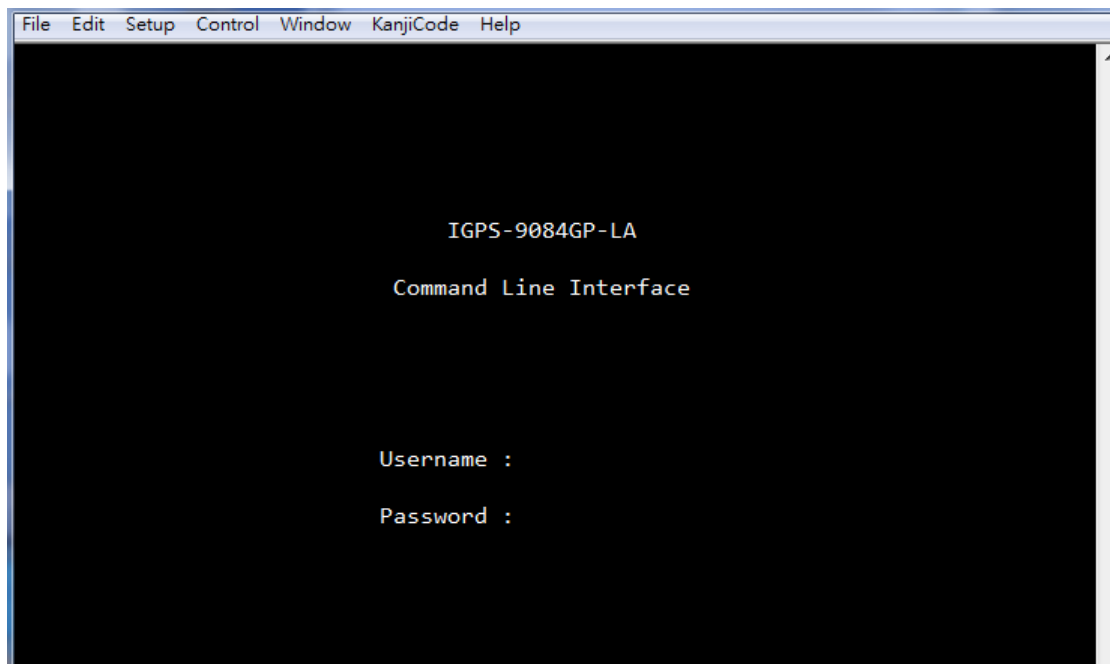 File Edit Setup Control Window KanjiCode Help
IGPS-9084GP-LA
Command Line Interface
Username :
Password :